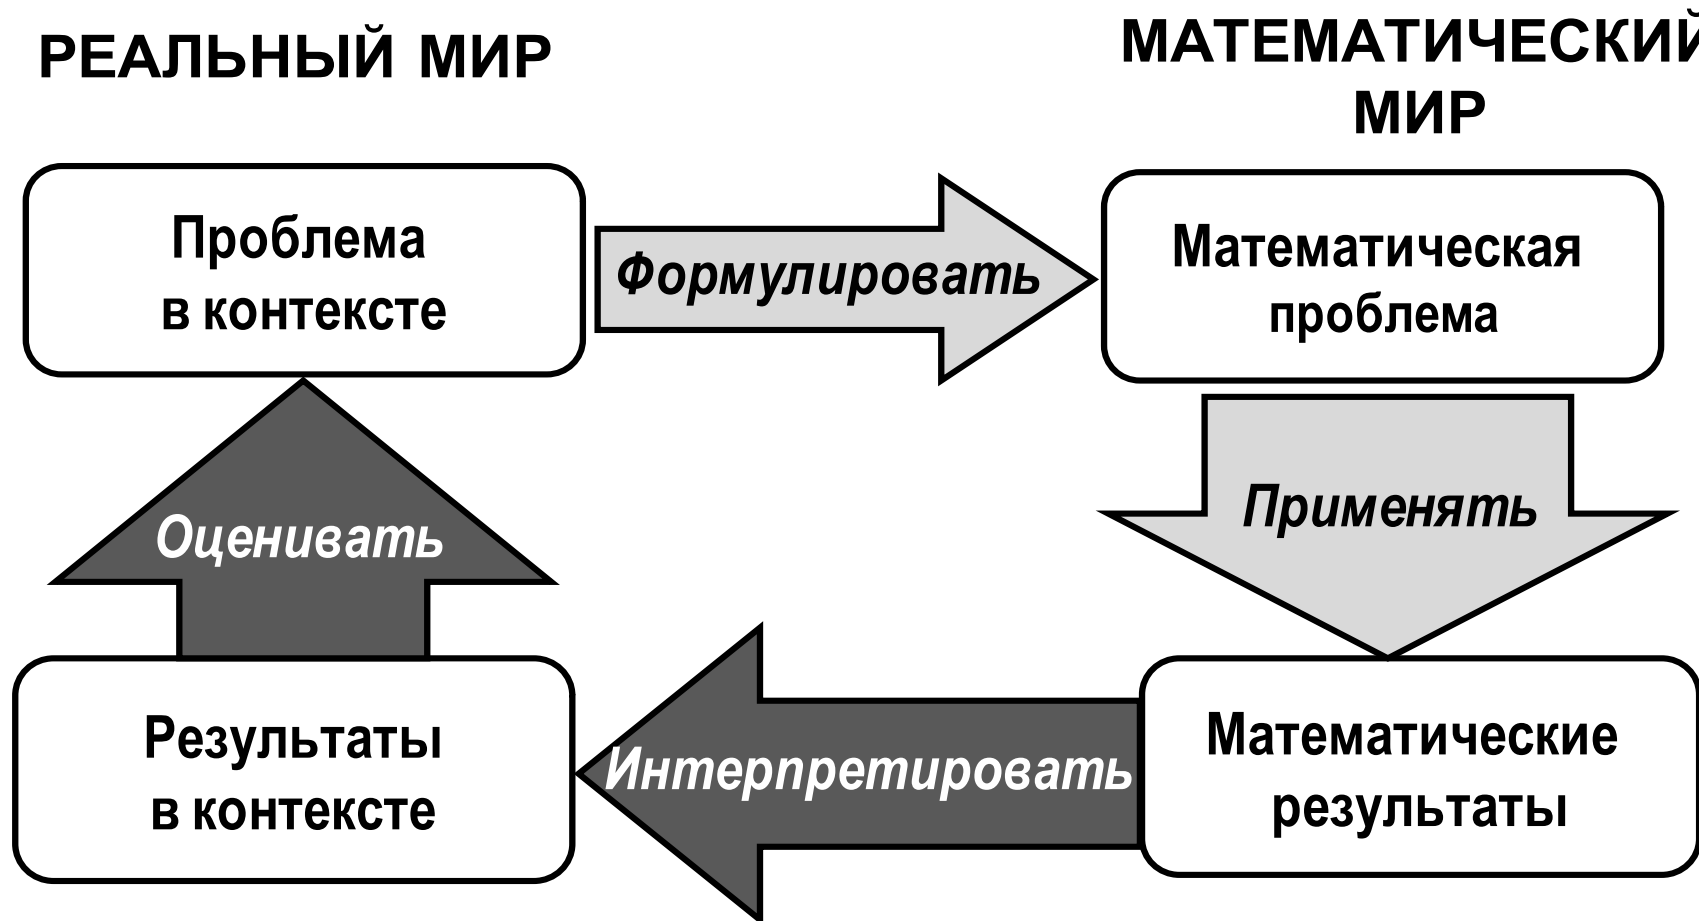 РЕАЛЬНЫЙ МИР
МАТЕМАТИЧЕСКИЙ
МИР
Проблема
в контексте
Формулировать
Математическая
проблема
Оценивать
Применять
Результаты
в контексте
Интерпретировать
Математические
результаты